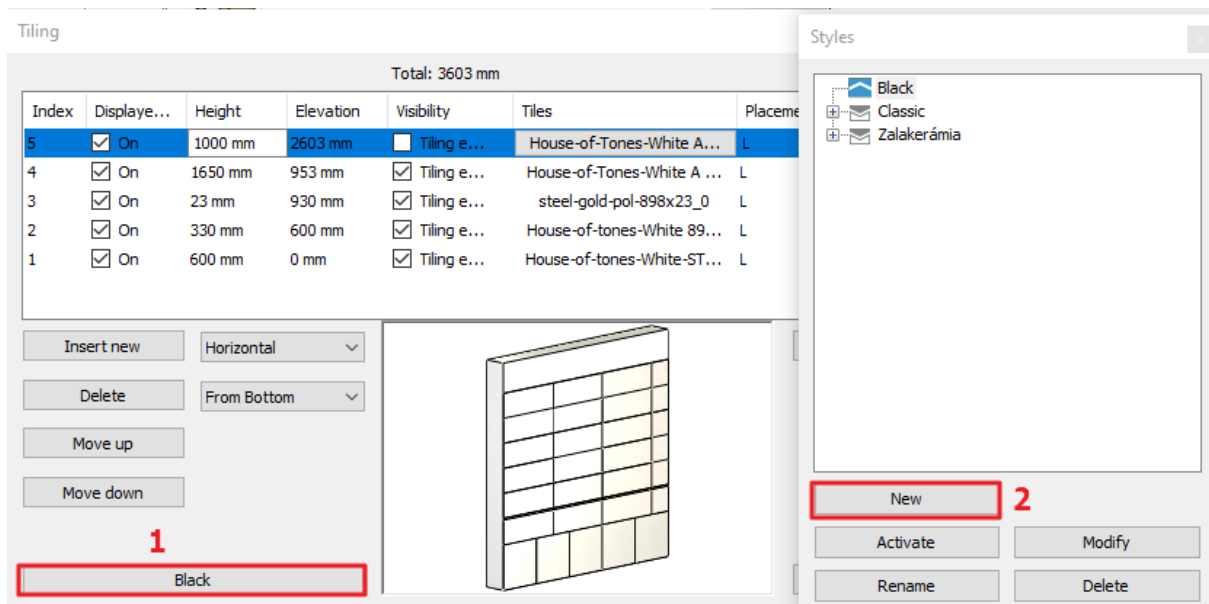 Tiling
Total: 3603 mm
Index Displaye... Height Elevation Visibility Tiles Placeme
5 On 1000 mm 2603 mm Tiling e... House-of-Tones-White A... L
4 On 1650 mm 953 mm Tiling e... House-of-Tones-White A ... L
3 On 23 mm 930 mm Tiling e... steel-gold-pol-898x23_0 L
2 On 330 mm 600 mm Tiling e... House-of-tones-White 89... L
1 On 600 mm 0 mm Tiling e... House-of-tones-White-ST... L
Insert new Horizontal
Delete From Bottom
Move up
Move down
1
Black
Styles
x
Black
Classic
Zalakerámia
New 2
Activate Modify
Rename Delete